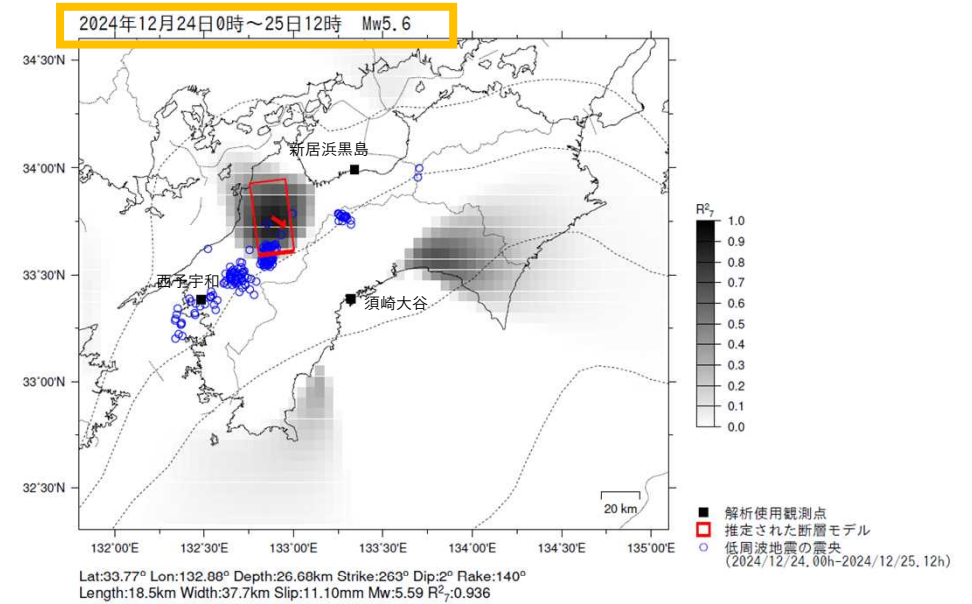 2024年12月24日0時～25日12時　Mw5.6
34°30'N
34°00'N
33°30'N
33°00'N
32°30'N
132°00'E
132°30'E
133°00'E
133°30'E
134°00'E
134°30'E
135°00'E
新居浜黒島
西予宇和
須崎大谷
20 km
R²₇
1.0
0.9
0.8
0.7
0.6
0.5
0.4
0.3
0.2
0.1
0.0
解析使用観測点
推定された断層モデル
低周波地震の震央
(2024/12/24.00h-2024/12/25.12h)
Lat:33.77° Lon:132.88° Depth:26.68km Strike:263° Dip:2° Rake:140°
Length:18.5km Width:37.7km Slip:11.10mm Mw:5.59 R²₇:0.936